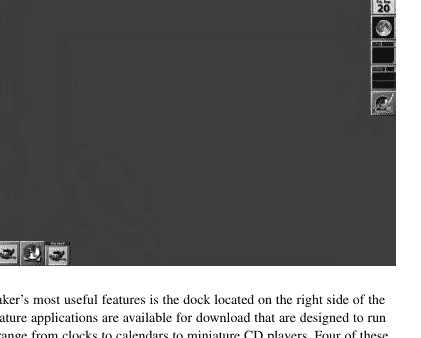 20
aker's most useful features is the dock located on the right side of the
ature applications are available for download that are designed to run
range from clocks to calendars to miniature CD players. Four of these